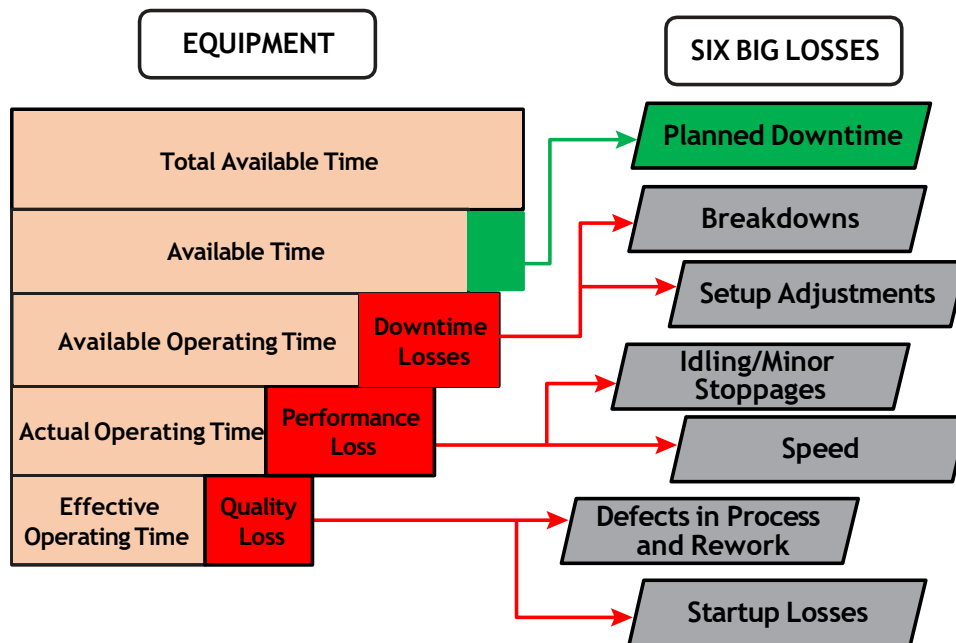 EQUIPMENT
SIX BIG LOSSES
Total Available Time
Planned Downtime
Available Time
Breakdowns
Setup Adjustments
Available Operating Time
Downtime
Losses
Idling/Minor
Stoppages
Actual Operating Time
Performance
Loss
Speed
Effective
Operating Time
Quality
Loss
Defects in Process
and Rework
Startup Losses